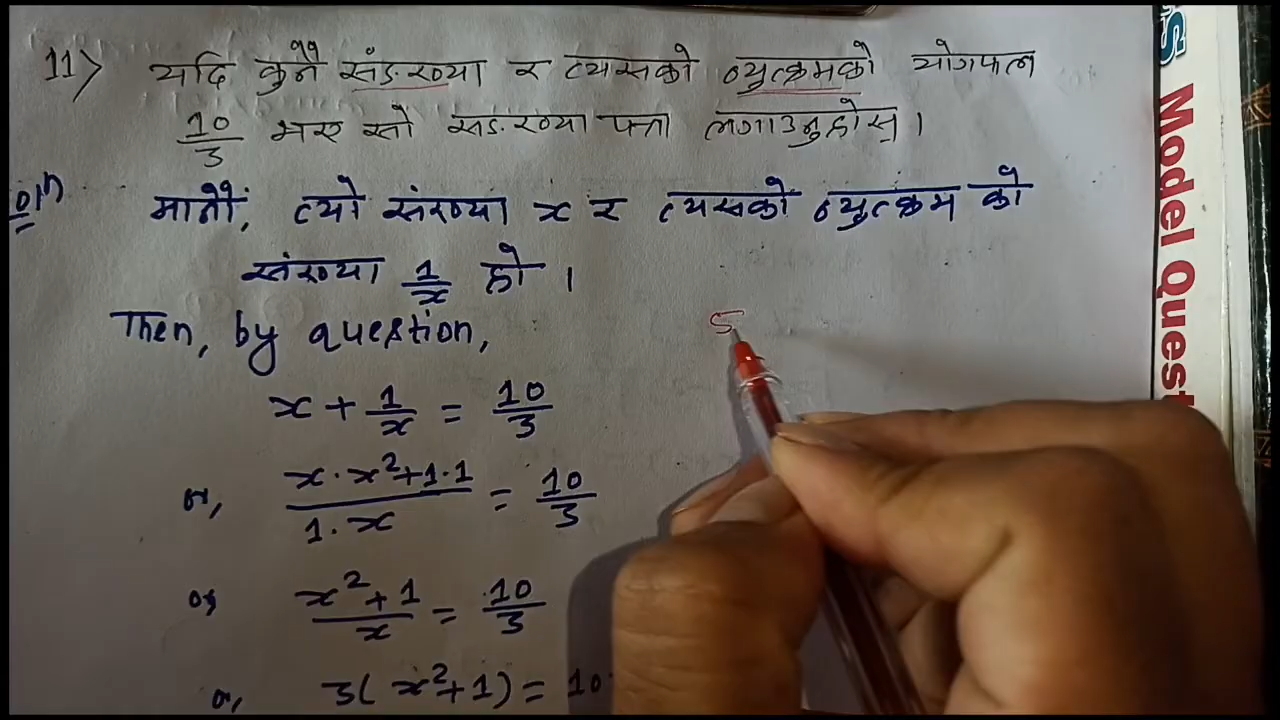 11> यदि कुनै संङ्ख्या र त्यसको व्युत्क्रमको योगफल
10/3 भए सो सङ्ख्या पत्ता लगाउनुहोस् ।
मानौं, त्यो संख्या x र त्यसको व्युत्क्रम को
संख्या 1/x हो ।
Then, by question,
5
x + 1/x = 10/3
or, x·x²+1·1/1·x = 10/3
or x²+1/x = 10/3
or, 3(x²+1) = 10
Model Quest